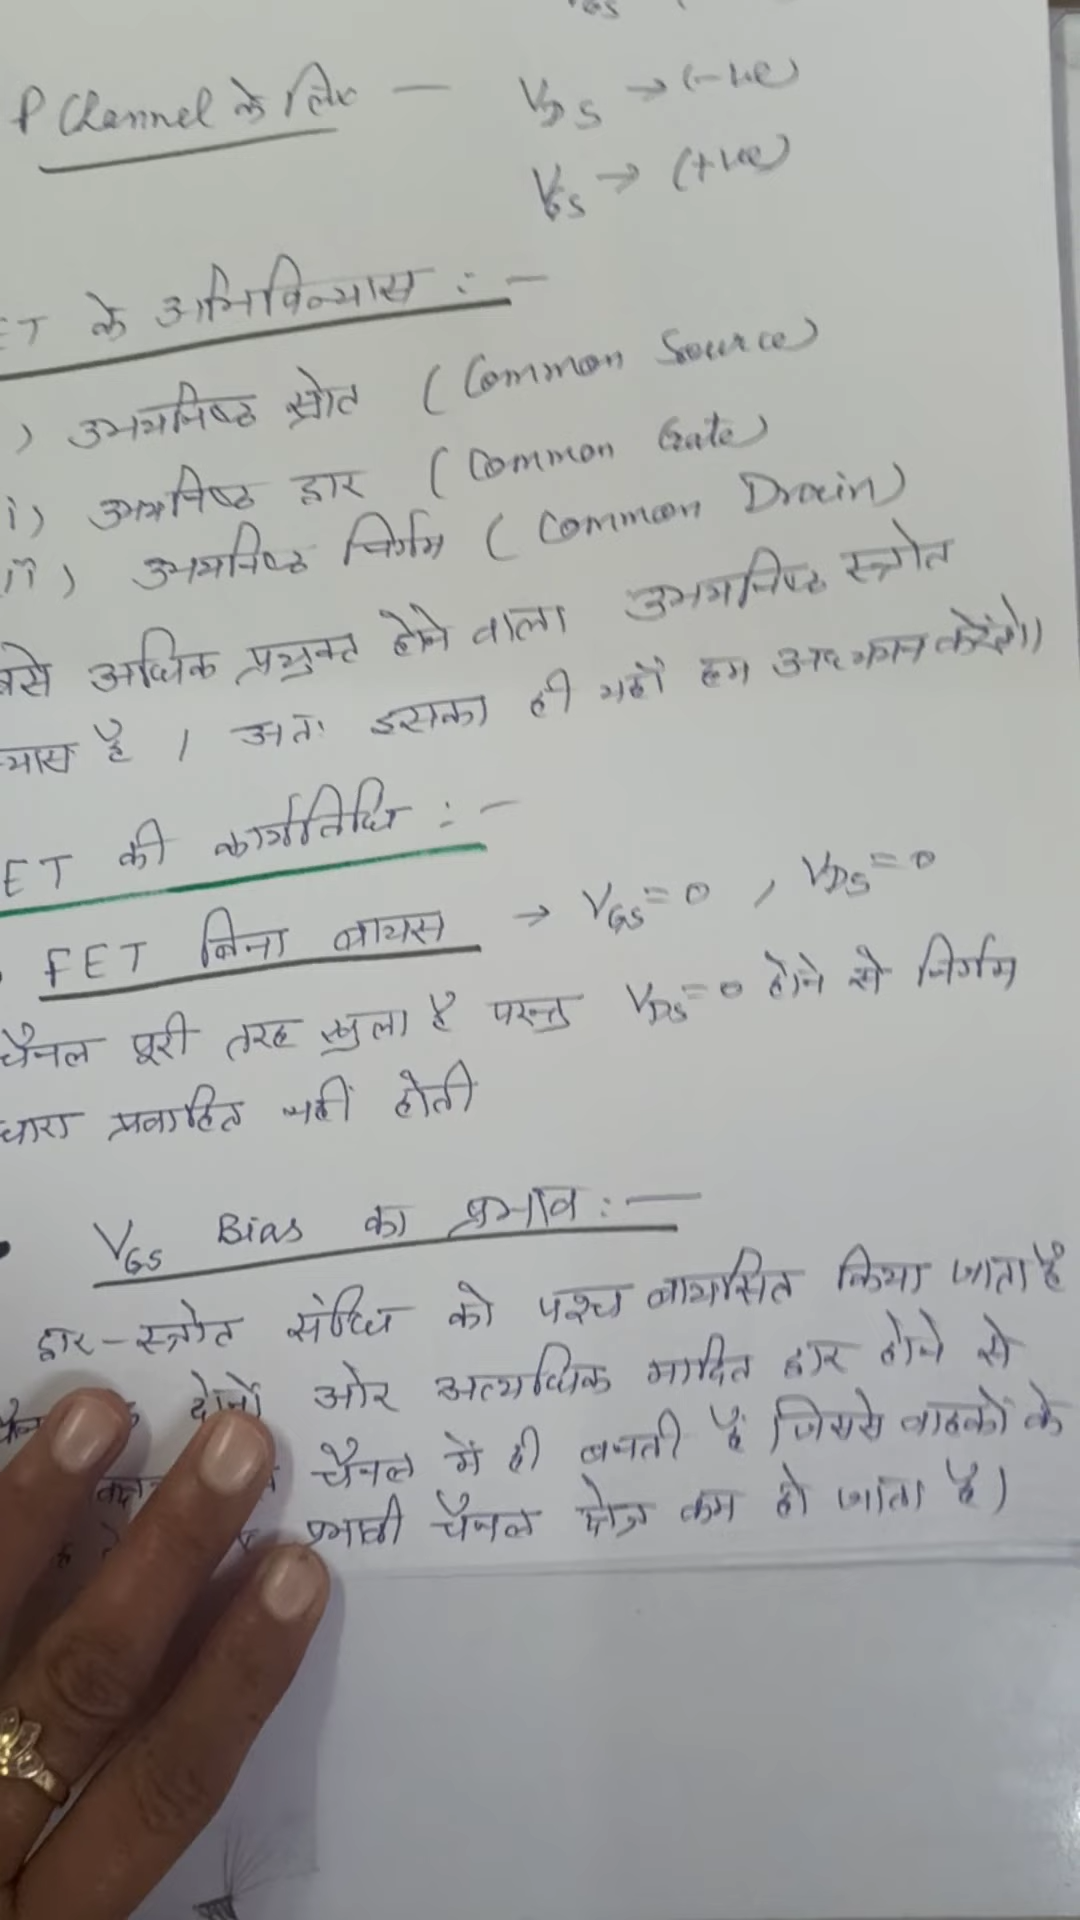 GS
P Channel के लिए — VDS → (-ve)
VGS → (+ve)
ET के अभिविन्यास : —
) उभयनिष्ठ स्रोत ( Common Source)
i) उभयनिष्ठ द्वार ( Common Gate)
ii) उभयनिष्ठ निर्गम ( Common Drain)
बसे अधिक प्रयुक्त होने वाला उभयनिष्ठ स्त्रोत
न्यास है , अतः इसका ही यहाँ हम अध्ययन करेंगे।।
ET की कार्यविधि : —
FET बिना बायस → VGS = 0 , VDS = 0
चैनल पूरी तरह खुला है परन्तु VDS = 0 होने से निर्गम
धारा प्रवाहित नहीं होती
• VGS Bias का प्रभाव : —
द्वार-स्त्रोत संधि को पश्च बायसित किया जाता है
दोनों ओर अत्यधिक मादित द्वार होने से
चैनल में ही बनती है जिससे वाहकों के
प्रभावी चैनल क्षेत्र कम हो जाता है)